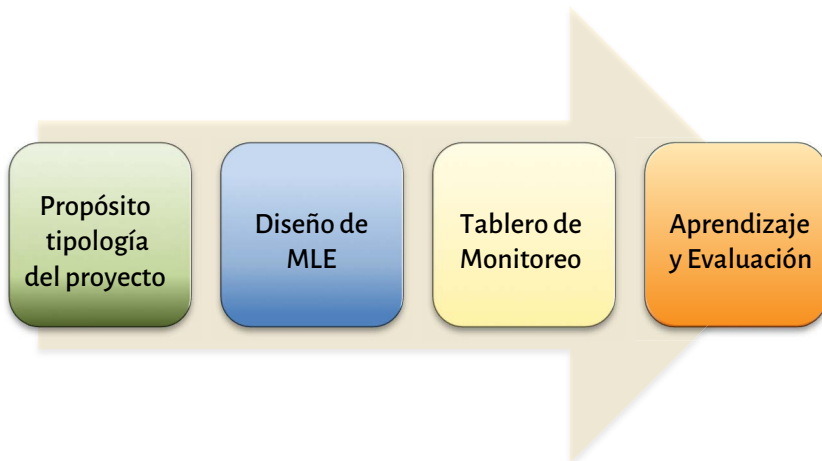 Propósito
tipología
del proyecto
Diseño de
MLE
Tablero de
Monitoreo
Aprendizaje
y Evaluación